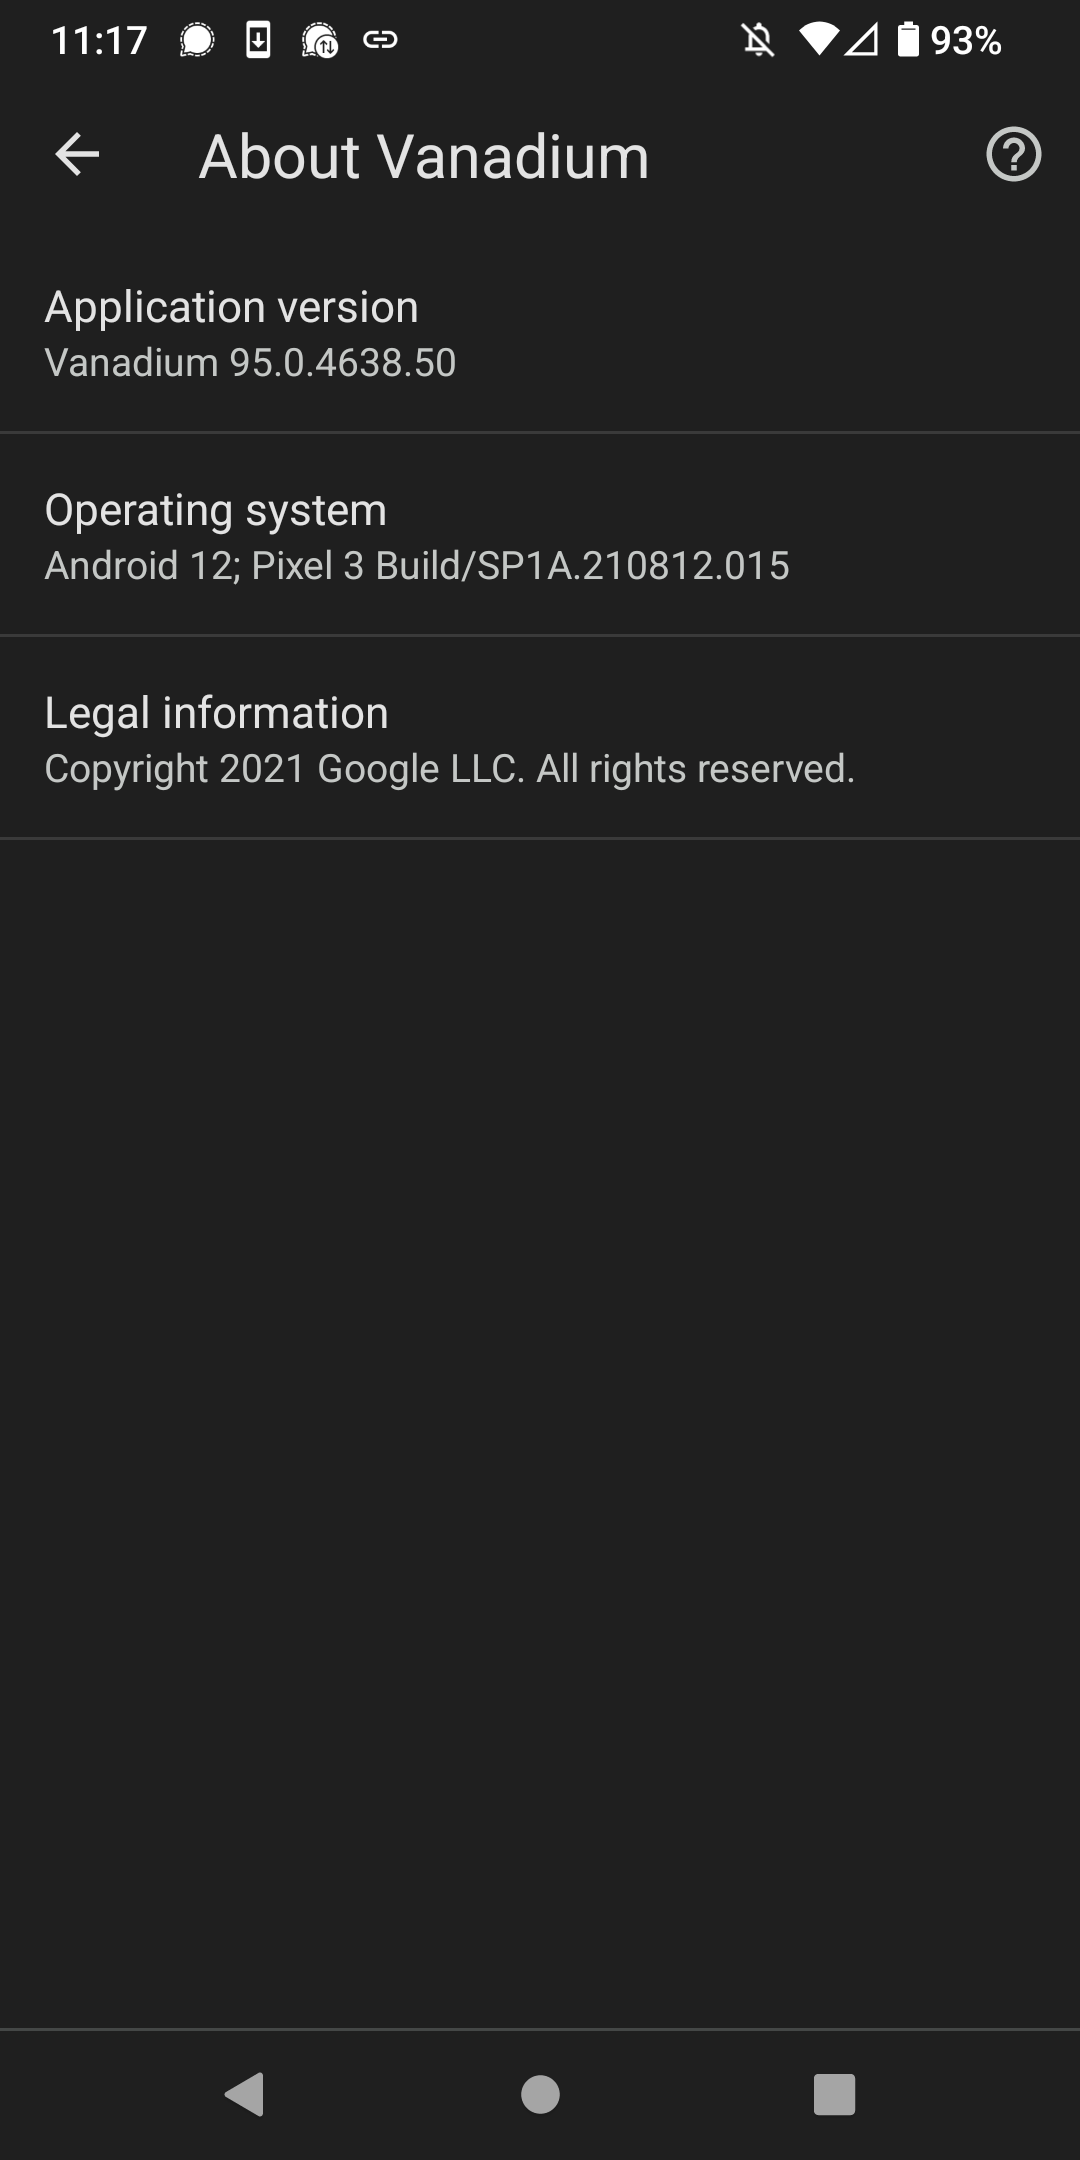 11:17 93%
About Vanadium
Application version
Vanadium 95.0.4638.50
Operating system
Android 12; Pixel 3 Build/SP1A.210812.015
Legal information
Copyright 2021 Google LLC. All rights reserved.